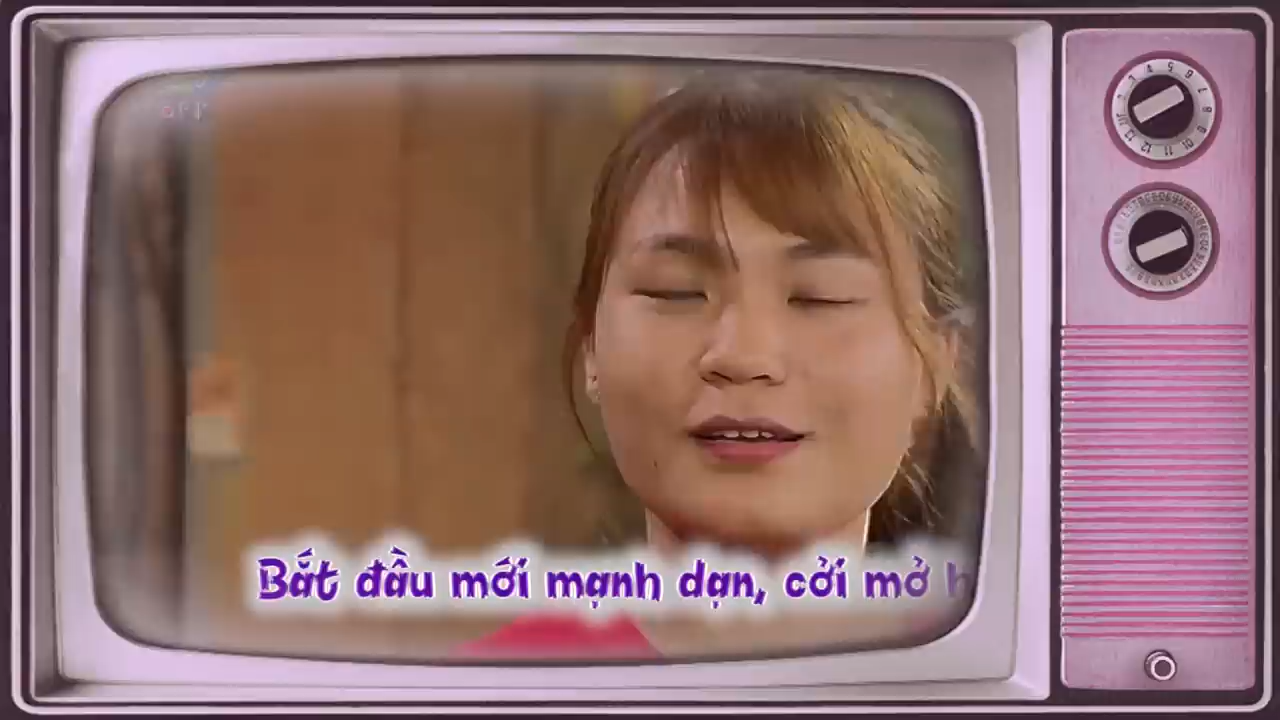 Bắt đầu mới mạnh dạn, cởi mở h